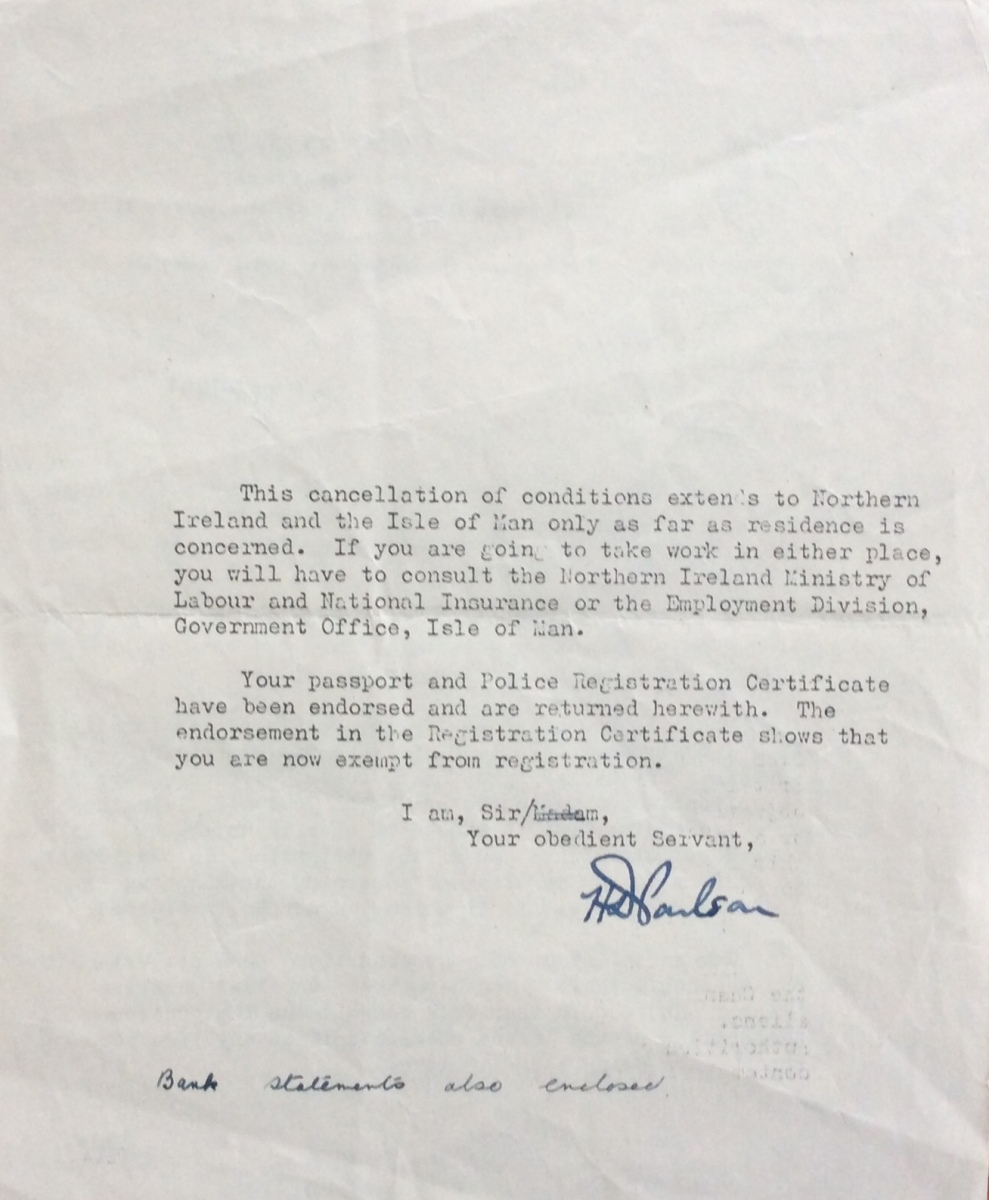 This cancellation of conditions extends to Northern
Ireland and the Isle of Man only as far as residence is
concerned. If you are going to take work in either place,
you will have to consult the Northern Ireland Ministry of
Labour and National Insurance or the Employment Division,
Government Office, Isle of Man.
Your passport and Police Registration Certificate
have been endorsed and are returned herewith. The
endorsement in the Registration Certificate shows that
you are now exempt from registration.
I am, Sir/Madam,
Your obedient Servant,
Bank statements also enclosed